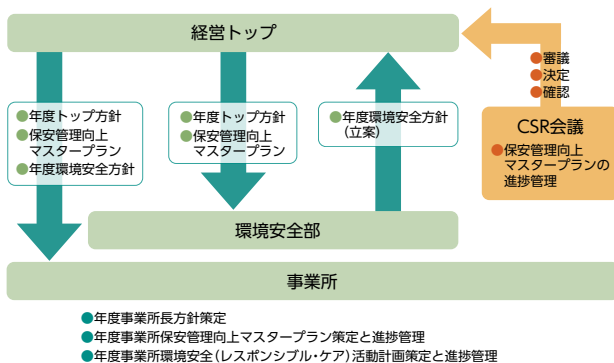 経営トップ
●審議
●決定
●確認
●年度トップ方針
●保安管理向上
マスタープラン
●年度環境安全方針
●年度トップ方針
●保安管理向上
マスタープラン
●年度環境安全方針
(立案)
CSR会議
●保安管理向上
マスタープランの
進捗管理
環境安全部
事業所
●年度事業所長方針策定
●年度事業所保安管理向上マスタープラン策定と進捗管理
●年度事業所環境安全(レスポンシブル・ケア)活動計画策定と進捗管理